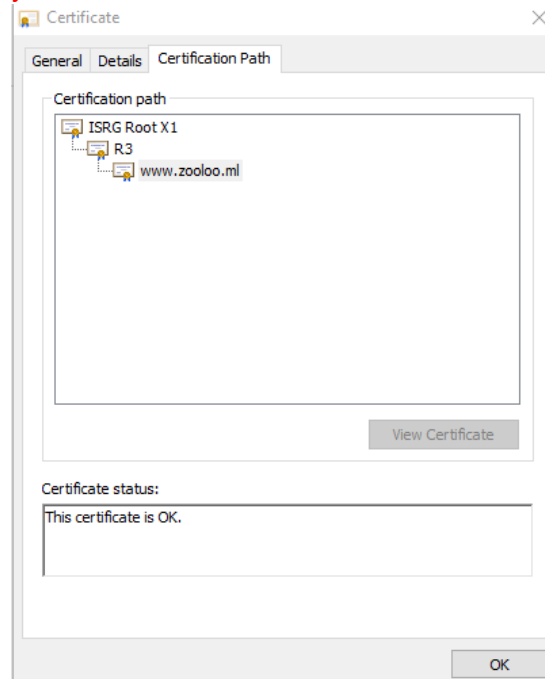 Certificate
General Details Certification Path
Certification path
ISRG Root X1
R3
www.zooloo.ml
View Certificate
Certificate status:
This certificate is OK.
OK